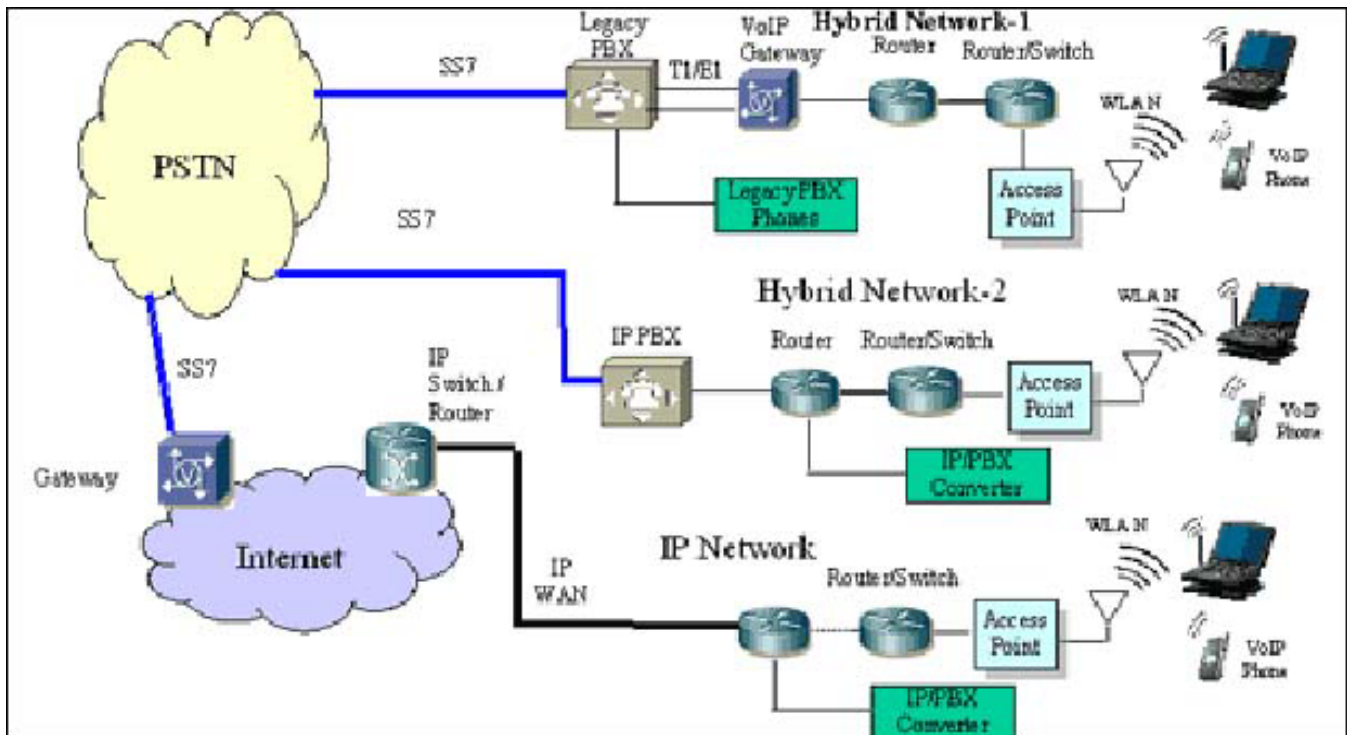 Hybrid Network-1
Legacy
PBX
VoIP
Gateway
Router
Router/Switch
SS7
T1/E1
WLAN
PSTN
Legacy PBX
Phones
Access
Point
VoIP
Phone
SS7
Hybrid Network-2
WLAN
IP PBX
Router
Router/Switch
SS7
IP
Switch/
Router
Access
Point
VoIP
Phone
Gateway
IP/PBX
Converter
WLAN
Internet
IP Network
IP
WAN
Router/Switch
Access
Point
VoIP
Phone
IP/PBX
Converter